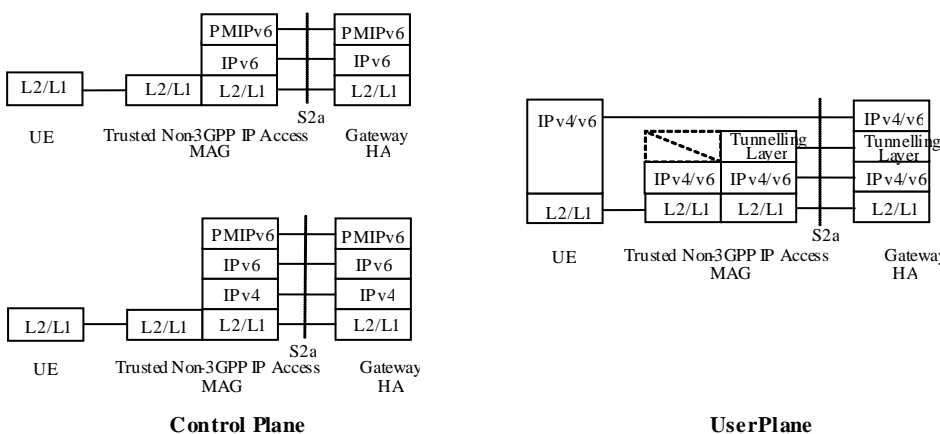 PMIPv6 PMIPv6
IPv6 IPv6
L2/L1 L2/L1 L2/L1 L2/L1
S2a
UE Trusted Non-3GPP IP Access Gateway
MAG HA
PMIPv6 PMIPv6
IPv6 IPv6
IPv4 IPv4
L2/L1 L2/L1 L2/L1 L2/L1
S2a
UE Trusted Non-3GPP IP Access Gateway
MAG HA
Control Plane
IPv4/v6 IPv4/v6
Tunnelling Layer Tunnelling Layer
IPv4/v6 IPv4/v6 IPv4/v6
L2/L1 L2/L1 L2/L1 L2/L1
S2a
UE Trusted Non-3GPP IP Access Gateway
MAG HA
User Plane